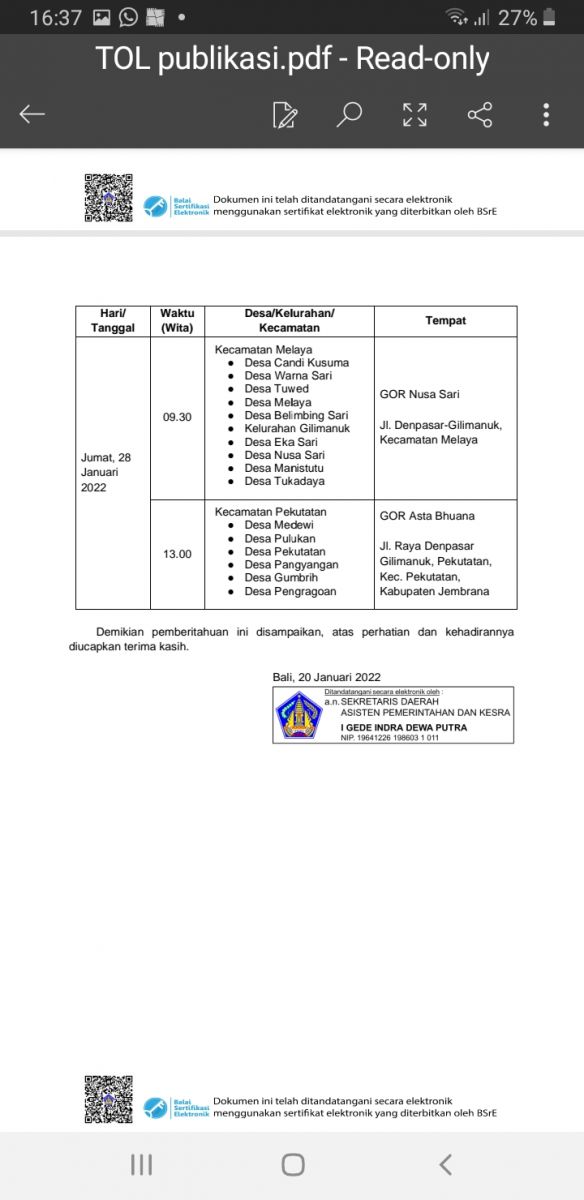 16:37
27%
TOL publikasi.pdf - Read-only
Balai
Sertifikasi
Elektronik
Dokumen ini telah ditandatangani secara elektronik
menggunakan sertifikat elektronik yang diterbitkan oleh BSrE
Hari/
Tanggal
Waktu
(Wita)
Desa/Kelurahan/
Kecamatan
Tempat
Jumat, 28
Januari
2022
09.30
Kecamatan Melaya
• Desa Candi Kusuma
• Desa Warna Sari
• Desa Tuwed
• Desa Melaya
• Desa Belimbing Sari
• Kelurahan Gilimanuk
• Desa Eka Sari
• Desa Nusa Sari
• Desa Manistutu
• Desa Tukadaya
GOR Nusa Sari
Jl. Denpasar-Gilimanuk,
Kecamatan Melaya
13.00
Kecamatan Pekutatan
• Desa Medewi
• Desa Pulukan
• Desa Pekutatan
• Desa Pangyangan
• Desa Gumbrih
• Desa Pengragoan
GOR Asta Bhuana
Jl. Raya Denpasar
Gilimanuk, Pekutatan,
Kec. Pekutatan,
Kabupaten Jembrana
Demikian pemberitahuan ini disampaikan, atas perhatian dan kehadirannya
diucapkan terima kasih.
Bali, 20 Januari 2022
Ditandatangani secara elektronik oleh :
a.n. SEKRETARIS DAERAH
ASISTEN PEMERINTAHAN DAN KESRA
I GEDE INDRA DEWA PUTRA
NIP. 19641226 198603 1 011
Balai
Sertifikasi
Elektronik
Dokumen ini telah ditandatangani secara elektronik
menggunakan sertifikat elektronik yang diterbitkan oleh BSrE